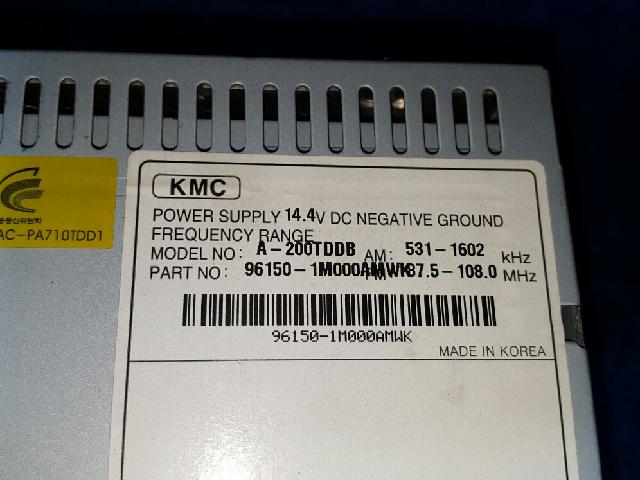 KMC
POWER SUPPLY 14.4V DC NEGATIVE GROUND
FREQUENCY RANGE
MODEL NO: A-200TDDB AM: 531-1602 kHz
PART NO: 96150-1M000AMWK 87.5-108.0 MHz
96150-1M000AMWK
MADE IN KOREA
AC-PA710TDD1